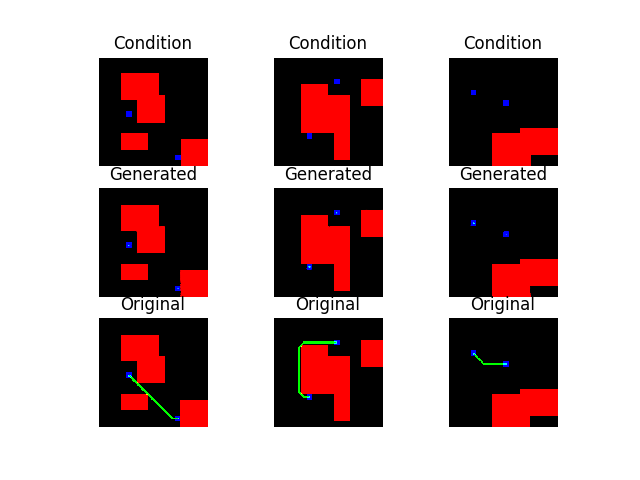 Condition Condition Condition
Generated Generated Generated
Original Original Original